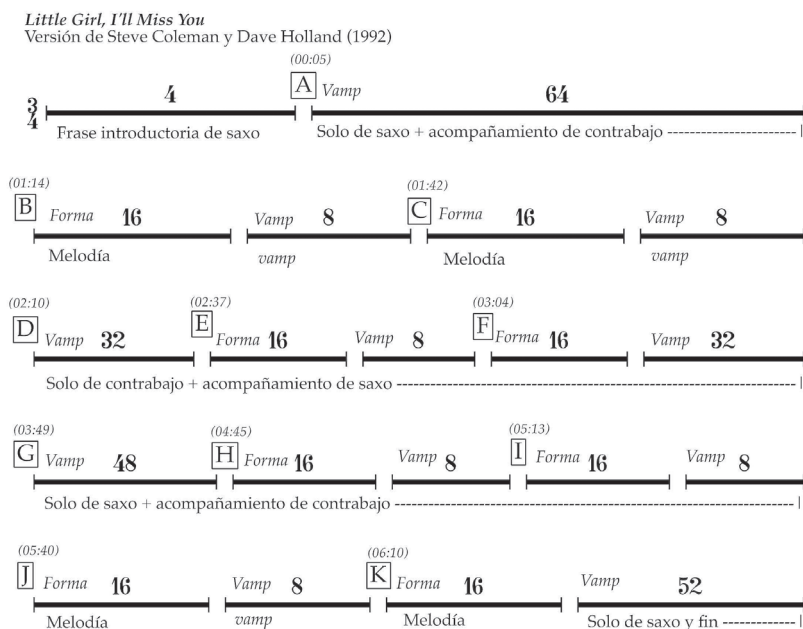 Little Girl, I'll Miss You
Versión de Steve Coleman y Dave Holland (1992)
(00:05)
3/4 4 A Vamp 64
Frase introductoria de saxo Solo de saxo + acompañamiento de contrabajo
(01:14) (01:42)
B Forma 16 Vamp 8 C Forma 16 Vamp 8
Melodía vamp Melodía vamp
(02:10) (02:37) (03:04)
D Vamp 32 E Forma 16 Vamp 8 F Forma 16 Vamp 32
Solo de contrabajo + acompañamiento de saxo
(03:49) (04:45) (05:13)
G Vamp 48 H Forma 16 Vamp 8 I Forma 16 Vamp 8
Solo de saxo + acompañamiento de contrabajo
(05:40) (06:10)
J Forma 16 Vamp 8 K Forma 16 Vamp 52
Melodía vamp Melodía Solo de saxo y fin